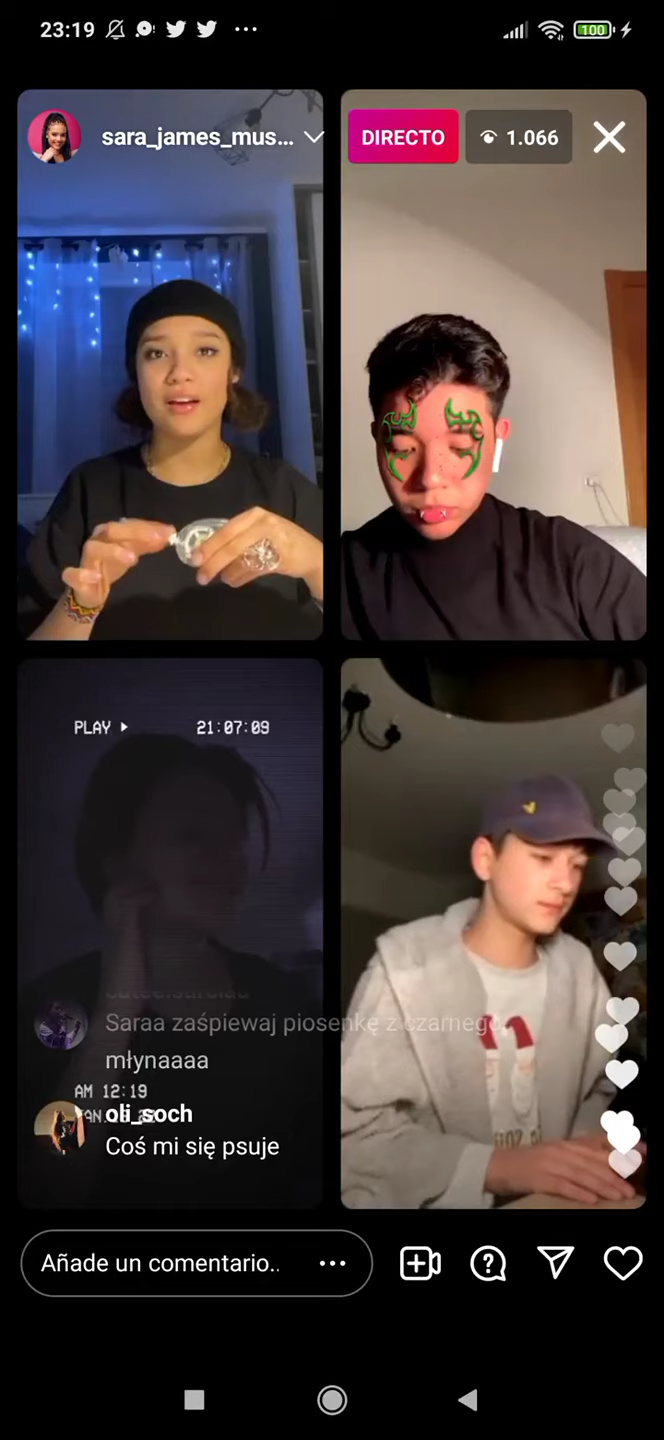 23:19
100
sara_james_mus...
DIRECTO
1.066
PLAY
21:07:09
Saraa zaśpiewaj piosenkę z czarnego
młynaaaa
AM 12:19
oli_soch
Coś mi się psuje
Añade un comentario..